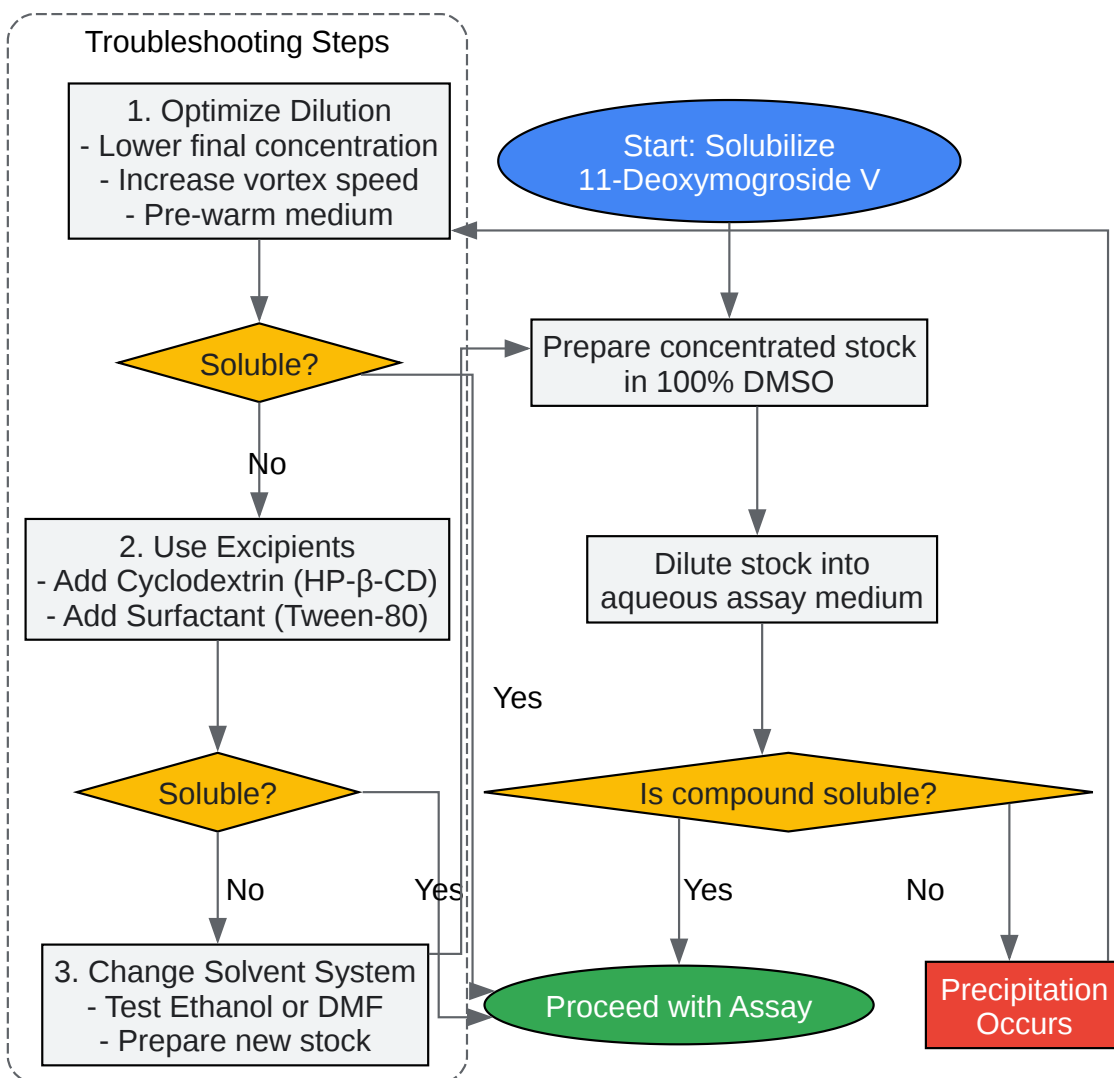 Troubleshooting Steps
1. Optimize Dilution
- Lower final concentration
- Increase vortex speed
- Pre-warm medium
Start: Solubilize
11-Deoxymogroside V
Soluble?
Prepare concentrated stock
in 100% DMSO
No
2. Use Excipients
- Add Cyclodextrin (HP-β-CD)
- Add Surfactant (Tween-80)
Dilute stock into
aqueous assay medium
Yes
Soluble?
Is compound soluble?
No
Yes
Yes
No
3. Change Solvent System
- Test Ethanol or DMF
- Prepare new stock
Proceed with Assay
Precipitation
Occurs